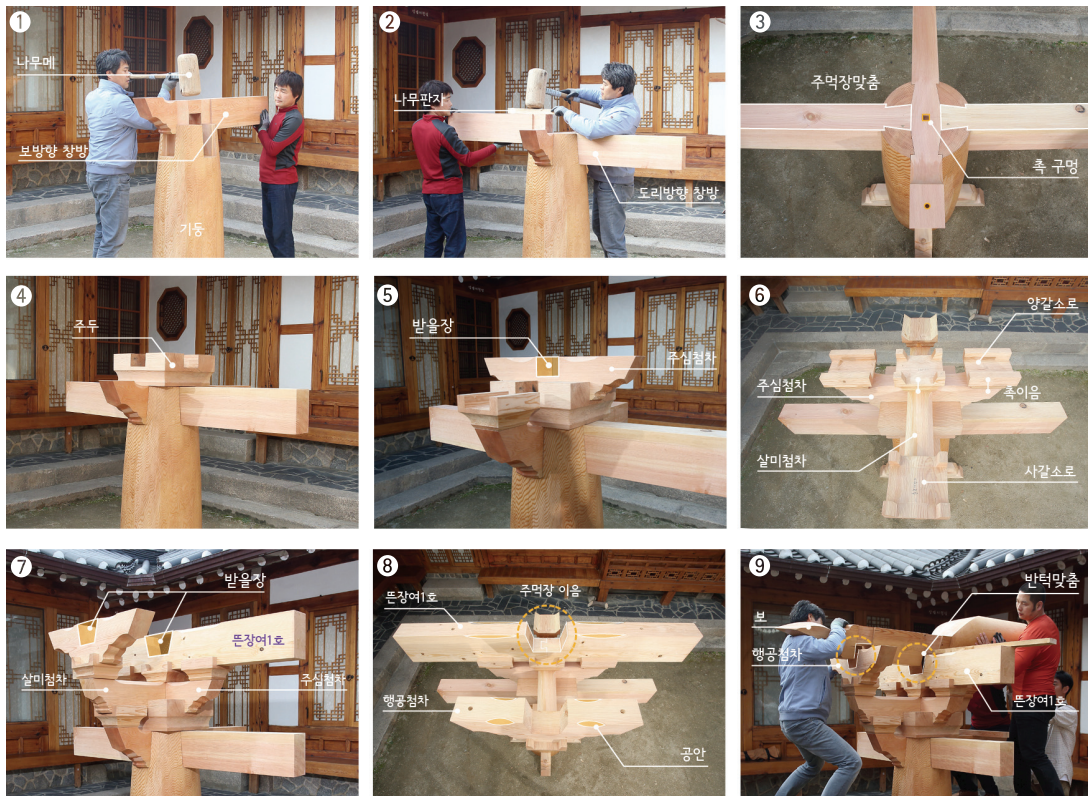 ①
나무메
보방향 창방
기둥
②
나무판자
도리방향 창방
③
주먹장맞춤
촉 구멍
④
주두
⑤
받을장
주심첨차
⑥
양갈소로
주심첨차
촉이음
살미첨차
사갈소로
⑦
받을장
뜬장여1호
살미첨차
주심첨차
⑧
주먹장 이음
뜬장여1호
행공첨차
공안
⑨
반턱맞춤
보
행공첨차
뜬장여1호